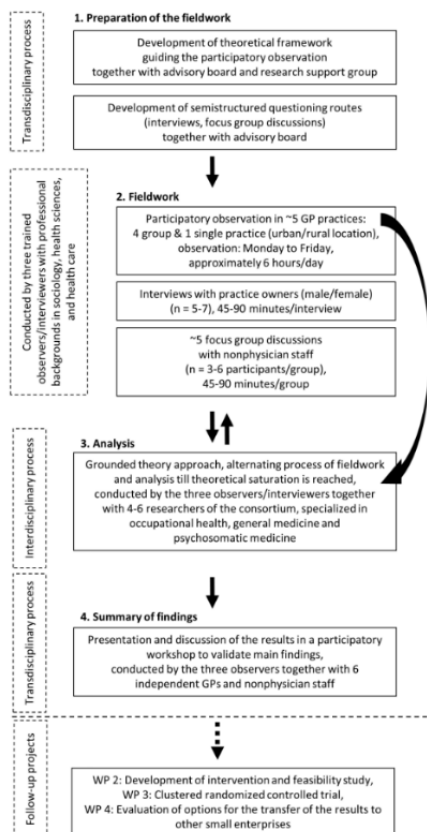 1. Preparation of the fieldwork
Transdisciplinary process
Development of theoretical framework
guiding the participatory observation
together with advisory board and research support group
Development of semistructured questioning routes
(interviews, focus group discussions)
together with advisory board
2. Fieldwork
Conducted by three trained
observers/interviewers with professional
backgrounds in sociology, health sciences,
and health care
Participatory observation in ~5 GP practices:
4 group & 1 single practice (urban/rural location),
observation: Monday to Friday,
approximately 6 hours/day
Interviews with practice owners (male/female)
(n = 5-7), 45-90 minutes/interview
~5 focus group discussions
with nonphysician staff
(n = 3-6 participants/group),
45-90 minutes/group
3. Analysis
Interdisciplinary process
Grounded theory approach, alternating process of fieldwork
and analysis till theoretical saturation is reached,
conducted by the three observers/interviewers together
with 4-6 researchers of the consortium, specialized in
occupational health, general medicine and
psychosomatic medicine
4. Summary of findings
Transdisciplinary process
Presentation and discussion of the results in a participatory
workshop to validate main findings,
conducted by the three observers together with 6
independent GPs and nonphysician staff
Follow-up projects
WP 2: Development of intervention and feasibility study,
WP 3: Clustered randomized controlled trial,
WP 4: Evaluation of options for the transfer of the results to
other small enterprises